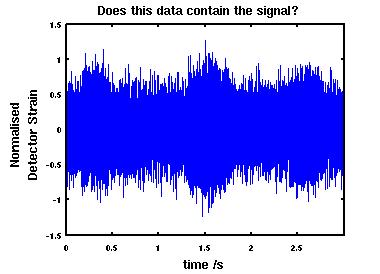 Does this data contain the signal?
1.5
1
0.5
0
-0.5
-1
-1.5
Normalised
Detector Strain
0 0.5 1 1.5 2 2.5
time /s